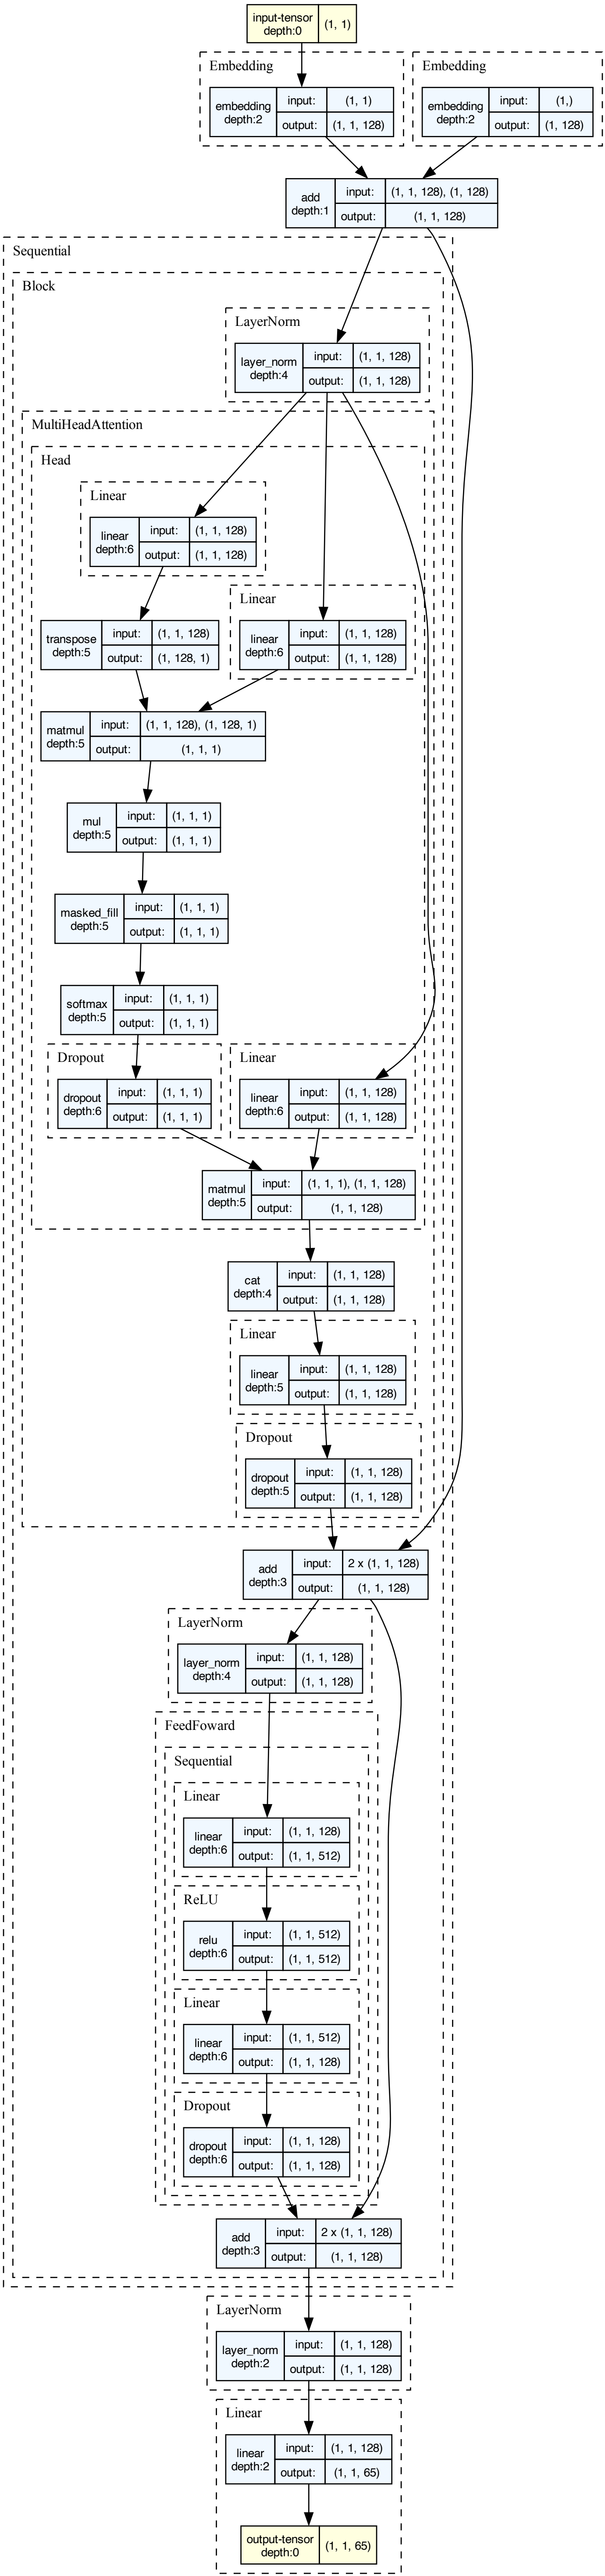 input-tensor
depth:0
(1, 1)
Embedding
embedding
depth:2
input:
(1, 1)
output:
(1, 1, 128)
Embedding
embedding
depth:2
input:
(1,)
output:
(1, 128)
add
depth:1
input:
(1, 1, 128), (1, 128)
output:
(1, 1, 128)
Sequential
Block
LayerNorm
layer_norm
depth:4
input:
(1, 1, 128)
output:
(1, 1, 128)
MultiHeadAttention
Head
Linear
linear
depth:6
input:
(1, 1, 128)
output:
(1, 1, 128)
transpose
depth:5
input:
(1, 1, 128)
output:
(1, 128, 1)
Linear
linear
depth:6
input:
(1, 1, 128)
output:
(1, 1, 128)
matmul
depth:5
input:
(1, 1, 128), (1, 128, 1)
output:
(1, 1, 1)
mul
depth:5
input:
(1, 1, 1)
output:
(1, 1, 1)
masked_fill
depth:5
input:
(1, 1, 1)
output:
(1, 1, 1)
softmax
depth:5
input:
(1, 1, 1)
output:
(1, 1, 1)
Dropout
dropout
depth:6
input:
(1, 1, 1)
output:
(1, 1, 1)
Linear
linear
depth:6
input:
(1, 1, 128)
output:
(1, 1, 128)
matmul
depth:5
input:
(1, 1, 1), (1, 1, 128)
output:
(1, 1, 128)
cat
depth:4
input:
(1, 1, 128)
output:
(1, 1, 128)
Linear
linear
depth:5
input:
(1, 1, 128)
output:
(1, 1, 128)
Dropout
dropout
depth:5
input:
(1, 1, 128)
output:
(1, 1, 128)
add
depth:3
input:
2 x (1, 1, 128)
output:
(1, 1, 128)
LayerNorm
layer_norm
depth:4
input:
(1, 1, 128)
output:
(1, 1, 128)
FeedFoward
Sequential
Linear
linear
depth:6
input:
(1, 1, 128)
output:
(1, 1, 512)
ReLU
relu
depth:6
input:
(1, 1, 512)
output:
(1, 1, 512)
Linear
linear
depth:6
input:
(1, 1, 512)
output:
(1, 1, 128)
Dropout
dropout
depth:6
input:
(1, 1, 128)
output:
(1, 1, 128)
add
depth:3
input:
2 x (1, 1, 128)
output:
(1, 1, 128)
LayerNorm
layer_norm
depth:2
input:
(1, 1, 128)
output:
(1, 1, 128)
Linear
linear
depth:2
input:
(1, 1, 128)
output:
(1, 1, 65)
output-tensor
depth:0
(1, 1, 65)